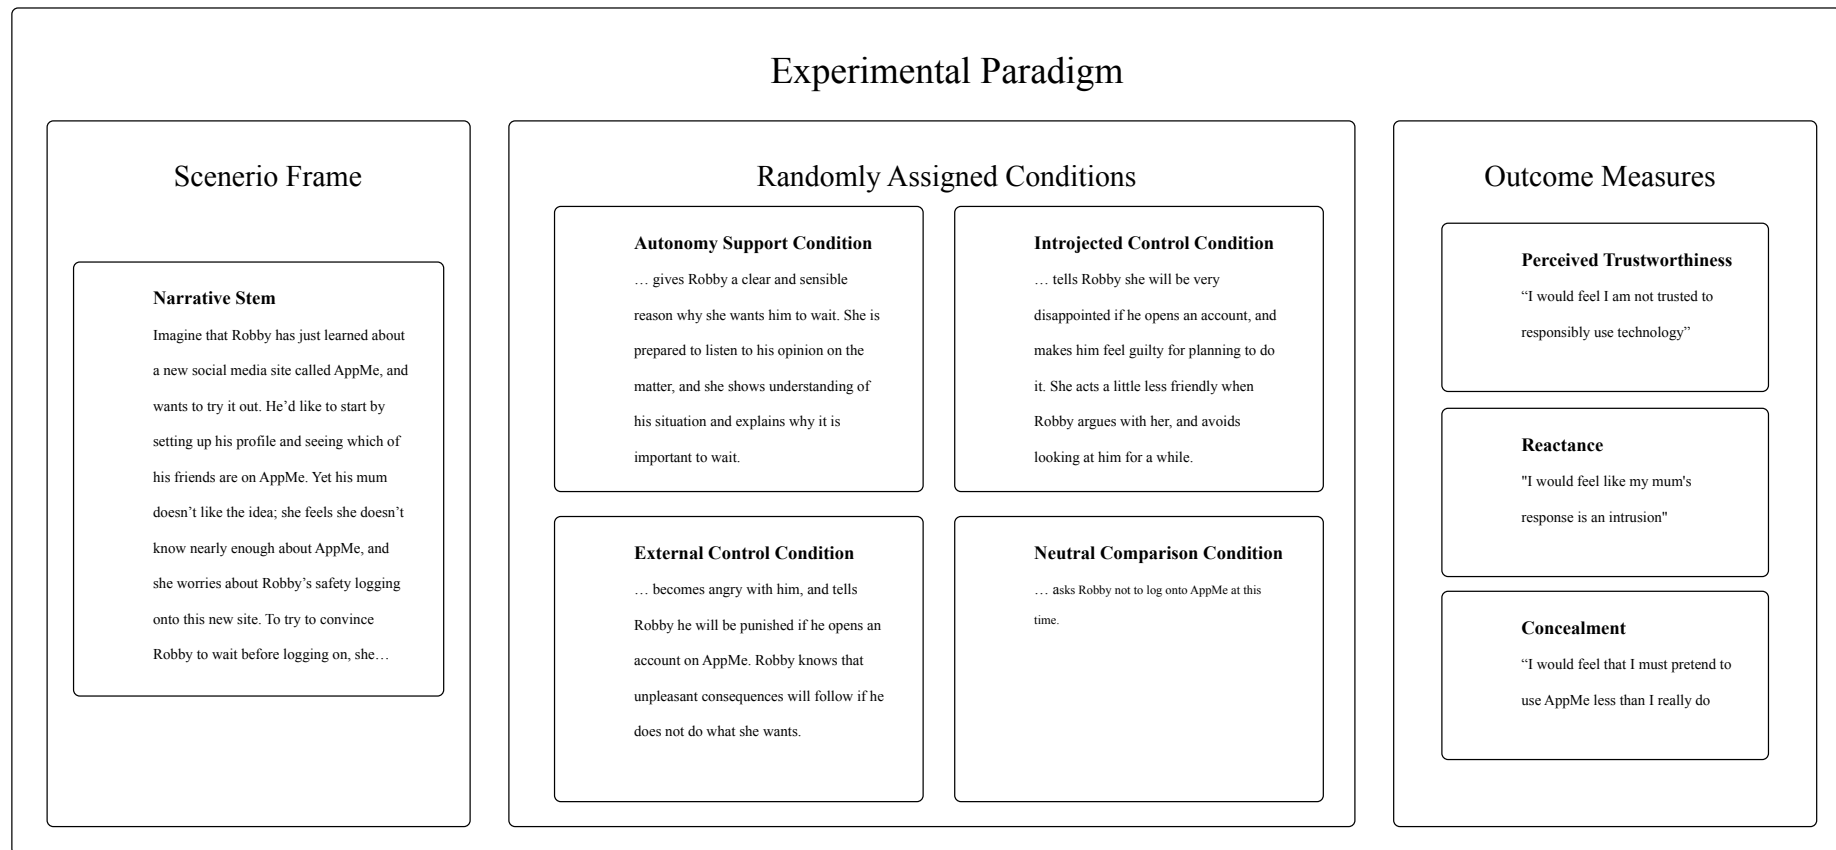 Experimental Paradigm
Scenerio Frame
Narrative Stem
Imagine that Robby has just learned about
a new social media site called AppMe, and
wants to try it out. He’d like to start by
setting up his profile and seeing which of
his friends are on AppMe. Yet his mum
doesn’t like the idea; she feels she doesn’t
know nearly enough about AppMe, and
she worries about Robby’s safety logging
onto this new site. To try to convince
Robby to wait before logging on, she…
Randomly Assigned Conditions
Autonomy Support Condition
… gives Robby a clear and sensible
reason why she wants him to wait. She is
prepared to listen to his opinion on the
matter, and she shows understanding of
his situation and explains why it is
important to wait.
Introjected Control Condition
… tells Robby she will be very
disappointed if he opens an account, and
makes him feel guilty for planning to do
it. She acts a little less friendly when
Robby argues with her, and avoids
looking at him for a while.
External Control Condition
… becomes angry with him, and tells
Robby he will be punished if he opens an
account on AppMe. Robby knows that
unpleasant consequences will follow if he
does not do what she wants.
Neutral Comparison Condition
… asks Robby not to log onto AppMe at this
time.
Outcome Measures
Perceived Trustworthiness
“I would feel I am not trusted to
responsibly use technology”
Reactance
"I would feel like my mum's
response is an intrusion"
Concealment
“I would feel that I must pretend to
use AppMe less than I really do